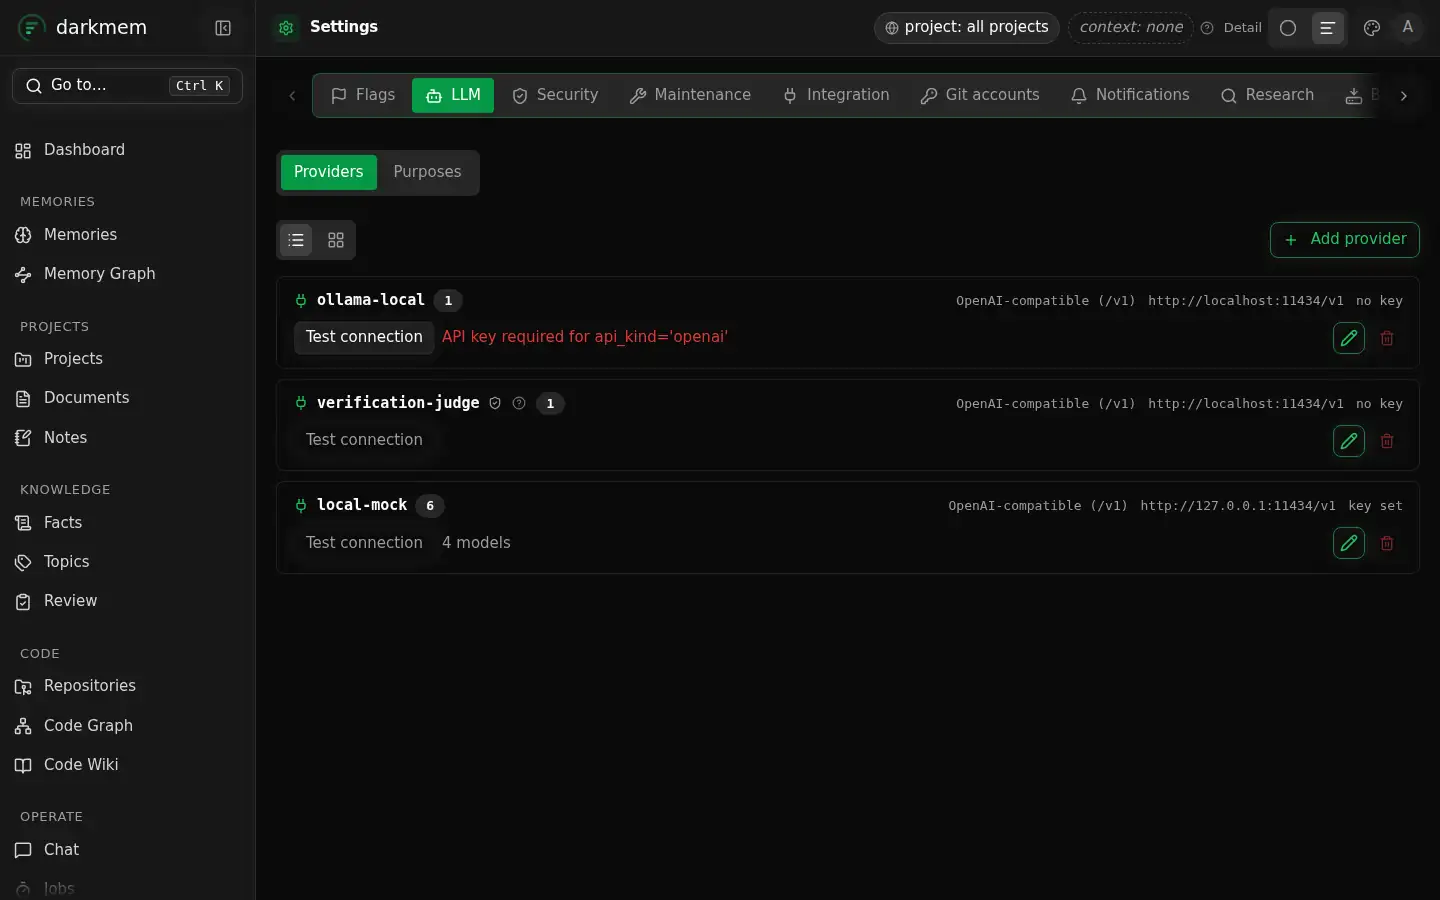 darkmem
Settings
project: all projects
context: none
Detail
A
Go to...
Ctrl K
Flags
LLM
Security
Maintenance
Integration
Git accounts
Notifications
Research
B
Dashboard
Providers
Purposes
MEMORIES
Memories
Memory Graph
Add provider
ollama-local
1
OpenAI-compatible (/v1) http://localhost:11434/v1 no key
Test connection
API key required for api_kind='openai'
verification-judge
1
OpenAI-compatible (/v1) http://localhost:11434/v1 no key
Test connection
local-mock
6
OpenAI-compatible (/v1) http://127.0.0.1:11434/v1 key set
Test connection
4 models
PROJECTS
Projects
Documents
Notes
KNOWLEDGE
Facts
Topics
Review
CODE
Repositories
Code Graph
Code Wiki
OPERATE
Chat
Jobs